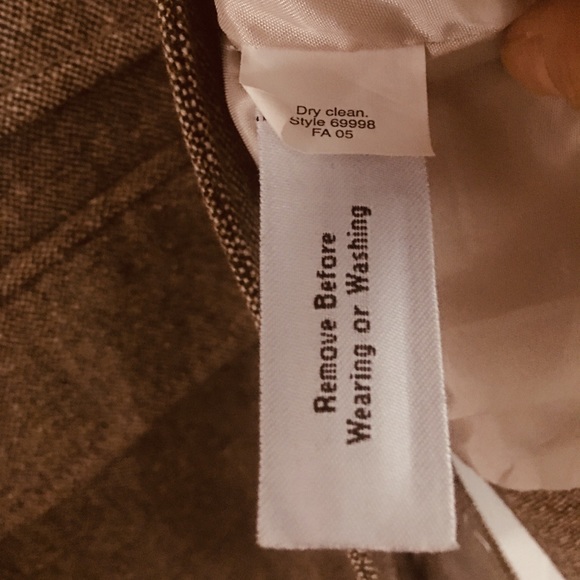 Dry clean.
Style 69998
FA 05
Remove Before
Wearing or Washing